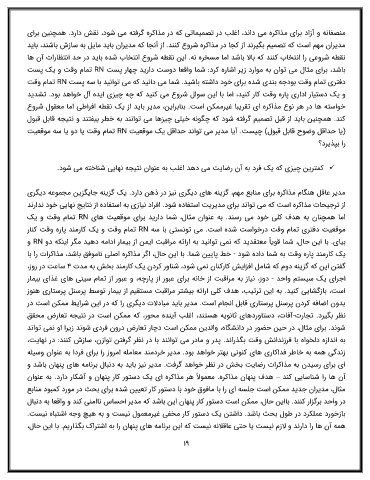 منصفانه و آزاد برای مذاکره می داند، اغلب در تصمیماتی که در مذاکره گرفته می شود، نقش دارد. همچنین برای
مدیران مهم است که تصمیم بگیرند از کجا در مذاکره شروع کنند. از آنجا که مدیران باید مایل به سازش باشند، باید
نقطه شروعی را انتخاب کنند که بالا باشد اما مسخره نه. این نقطه شروع انتخاب شده باید در حد انتظارات آن ها
باشد، برای مثال می توان به موارد زیر اشاره کرد: شما واقعا دوست دارید چهار پست RN تمام وقت و یک پست
دفتری تمام وقت بودجه بندی شده برای خود داشته باشید. شما می دانید که می توانید با سه پست RN تمام وقت
و یک دستیار اداری پاره وقت کار کنید، اما با این سوال شروع می کنید که چه چیزی ایده آل خواهد بود. تشدید
خواسته ها در هر نوع مذاکره ای تقریبا غیرممکن است. بنابراین، مدیر باید از یک نقطه افراطی اما معقول شروع
کند. همچنین باید از قبل تصمیم گرفته شود که چگونه خیلی چیزها می توانند به خطر بیفتند و نتیجه قابل قبول
(یا حداقل وضوح قابل قبول) چیست. آیا مدیر می تواند حداقل یک موقعیت RN تمام وقت یا دو یا سه موقعیت
را بپذیرد؟
✓ کمترین چیزی که یک فرد به آن رضایت می دهد اغلب به عنوان نتیجه نهایی شناخته می شود.
مدیر عاقل هنگام مذاکره برای منابع مهم، گزینه های دیگری نیز در ذهن دارد. یک گزینه جایگزین مجموعه دیگری
از ترجیحات مذاکره است که می تواند برای مدیریت استفاده شود. افراد نیازی به استفاده از نتایج نهایی خود ندارند
اما همچنان به هدف کلی خود می رسند. به عنوان مثال، شما دارید برای موقعیت های RN تمام وقت و یک
موقعیت دفتری تمام وقت درخواست شده است. می تونستی با سه RN تمام وقت و یک کارمند پاره وقت کنار
بیای. با این حال، شما قویاً معتقدید که نمی توانید به ارائه مراقبت ایمن از بیمار ادامه دهید مگر اینکه دو RN و
یک کارمند پاره وقت به شما داده شود - خط پایین شما. با این حال، اگر مذاکره اصلی ناموفق باشد، مذاکرات را با
گفتن این که گزینه دوم که شامل افزایش کارکنان نمی شود، شناور کردن یک کارمند بخش به مدت ۴ ساعت در روز،
اجرای یک سیستم واحد - دوز، نیاز به مراقبت از خانه برای عبور از پارچه، و عبور از تمام سینی های غذای بیمار
است، بازگشایی کنید. به این ترتیب، هدف کلی ارائه بیشتر مراقبت مستقیم از بیمار توسط پرسنل پرستاری هنوز
بدون اضافه کردن پرسنل پرستاری قابل انجام است. مدیر باید مبادلات دیگری را که در این شرایط ممکن است در
نظر بگیرد. تجارت-آفات، دستاوردهای ثانویه هستند، اغلب آینده محور، که ممکن است در نتیجه تعارض محقق
شوند. برای مثال، در حین حضور در دانشگاه، والدین ممکن است دچار تعارض درون فردی شوند زیرا او نمی تواند
به اندازه دلخواه با فرزندانش وقت بگذراند. پدر و مادر می توانند با در نظر گرفتن توازن، سازش کنند: در نهایت،
زندگی همه به خاطر فداکاری های کنونی بهتر خواهد بود. مدیر خردمند معامله امروز را برای فردا به عنوان وسیله
ای برای رسیدن به مذاکرات رضایت بخش در نظر خواهد گرفت. مدیر نیز باید به دنبال برنامه های پنهان باشد و
آن ها را شناسایی کند – هدف پنهان مذاکره. معمولاً هر مذاکره ای یک دستور کار پنهان و آشکار دارد. به عنوان
مثال، مدیران جدید ممکن است جلسه ای را با مافوق خود با دستور کار تعیین شده برای بحث در مورد کمبود منابع
در واحد برگزار کنند. بااین حال، ممکن است دستور کار پنهان این باشد که مدیر احساس ناامنی کند و واقعا به دنبال
بازخورد عملکرد در طول بحث باشد. داشتن یک دستور کار مخفی غیرمعمول نیست و به هیچ وجه اشتباه نیست.
همه آن ها را دارند و لازم نیست یا حتی عاقلانه نیست که این برنامه های پنهان را به اشتراک بگذاریم. با این حال،
۱۹